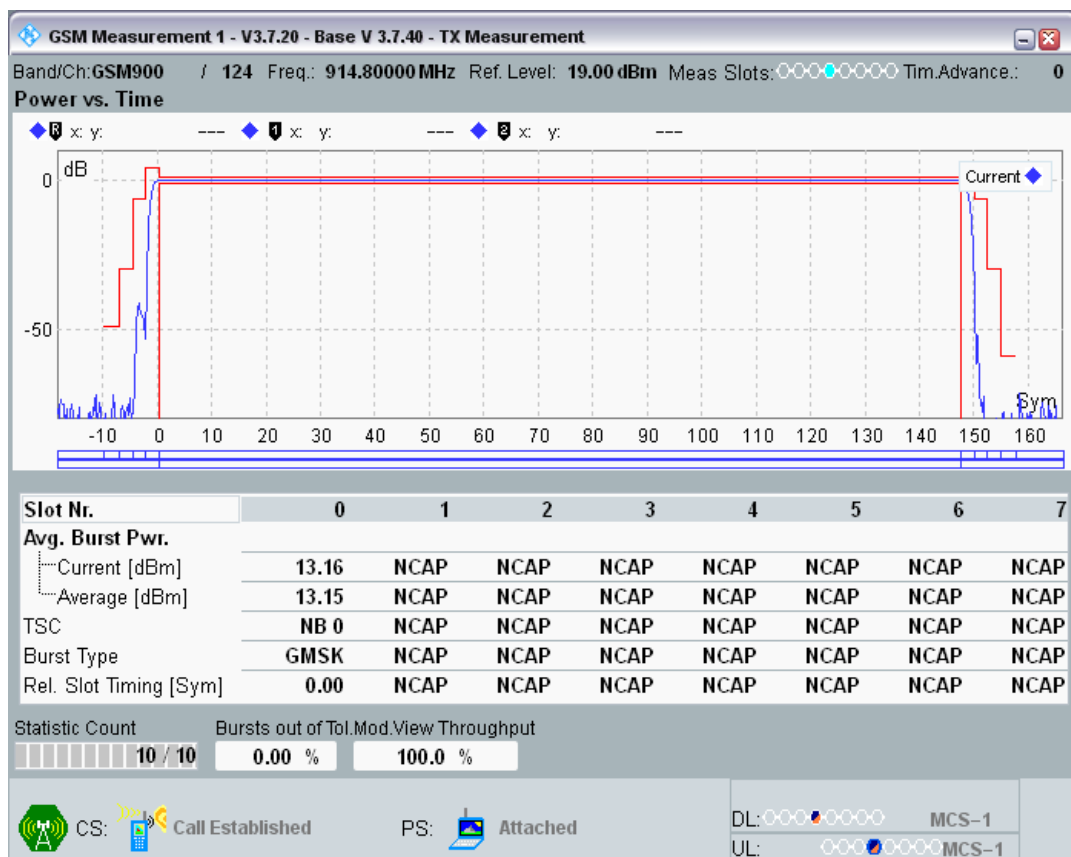 GSM Measurement 1 - V3.7.20 - Base V 3.7.40 - TX Measurement
Band/Ch:GSM900 / 124 Freq.: 914.80000 MHz Ref. Level: 19.00 dBm Meas Slots: Tim.Advance.: 0
Power vs. Time
R x: y: --- 1 x: y: --- 2 x: y: ---
dB
Current
0
-50
Sym
-10 0 10 20 30 40 50 60 70 80 90 100 110 120 130 140 150 160
Slot Nr. 0 1 2 3 4 5 6 7
Avg. Burst Pwr.
Current [dBm] 13.16 NCAP NCAP NCAP NCAP NCAP NCAP NCAP
Average [dBm] 13.15 NCAP NCAP NCAP NCAP NCAP NCAP NCAP
TSC NB 0 NCAP NCAP NCAP NCAP NCAP NCAP NCAP
Burst Type GMSK NCAP NCAP NCAP NCAP NCAP NCAP NCAP
Rel. Slot Timing [Sym] 0.00 NCAP NCAP NCAP NCAP NCAP NCAP NCAP
Statistic Count Bursts out of Tol.Mod.View Throughput
10 / 10 0.00 % 100.0 %
CS: Call Established PS: Attached DL: MCS-1
UL: MCS-1